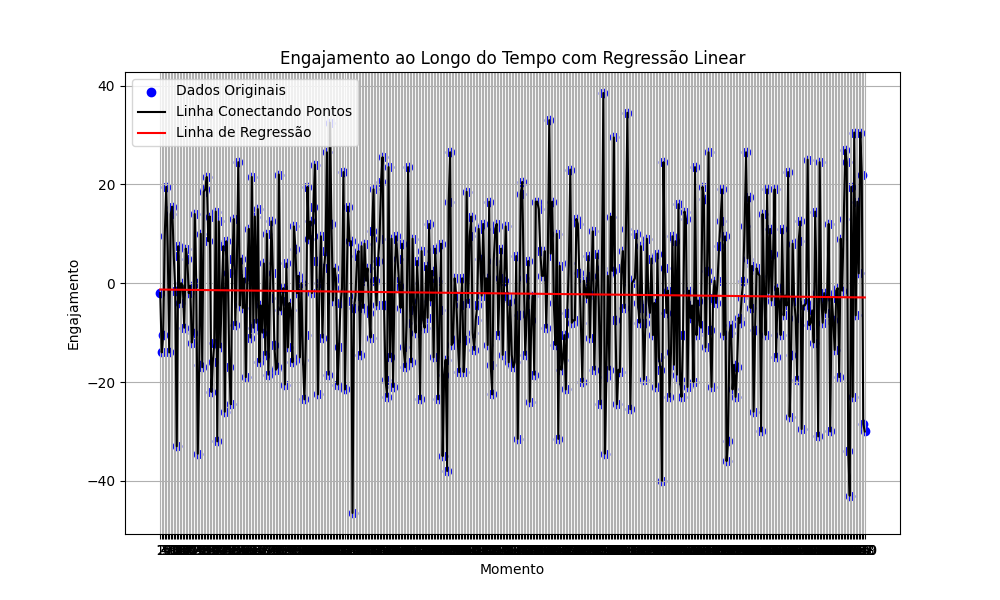 Engajamento ao Longo do Tempo com Regressão Linear
Dados Originais
Linha Conectando Pontos
Linha de Regressão
40
20
0
−20
−40
Engajamento
Momento